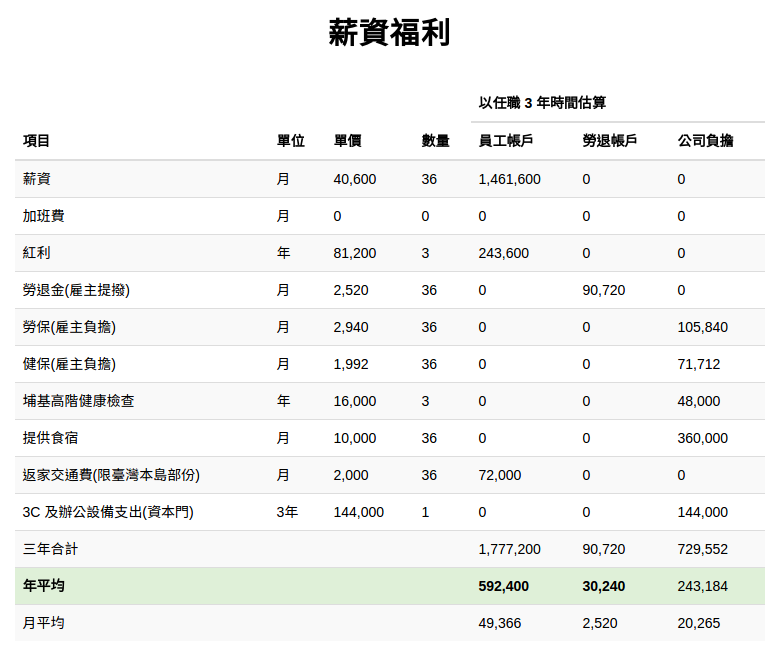 薪資福利
以任職 3 年時間估算
項目 單位 單價 數量 員工帳戶 勞退帳戶 公司負擔
薪資 月 40,600 36 1,461,600 0 0
加班費 月 0 0 0 0 0
紅利 年 81,200 3 243,600 0 0
勞退金(雇主提撥) 月 2,520 36 0 90,720 0
勞保(雇主負擔) 月 2,940 36 0 0 105,840
健保(雇主負擔) 月 1,992 36 0 0 71,712
埔基高階健康檢查 年 16,000 3 0 0 48,000
提供食宿 月 10,000 36 0 0 360,000
返家交通費(限臺灣本島部份) 月 2,000 36 72,000 0 0
3C 及辦公設備支出(資本門) 3年 144,000 1 0 0 144,000
三年合計 1,777,200 90,720 729,552
年平均 592,400 30,240 243,184
月平均 49,366 2,520 20,265